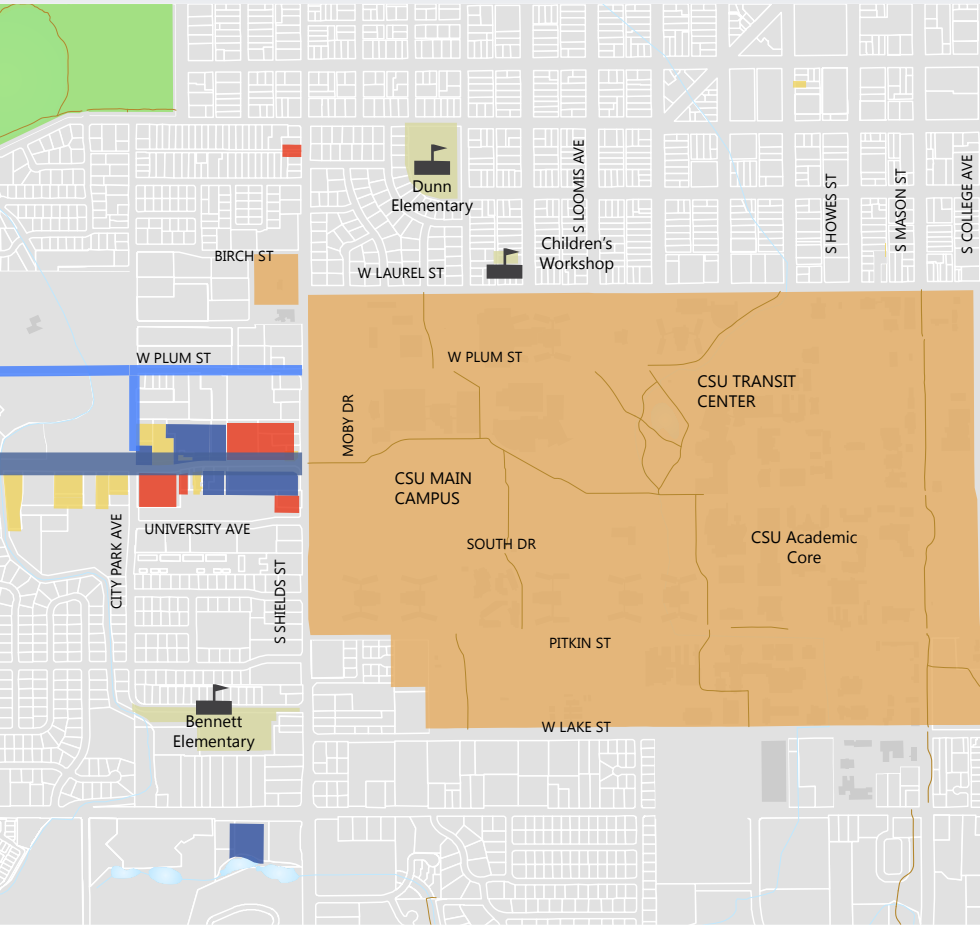 Dunn
Elementary
S LOOMIS AVE
S HOWES ST
S MASON ST
S COLLEGE AVE
Children's
Workshop
BIRCH ST
W LAUREL ST
W PLUM ST
W PLUM ST
CSU TRANSIT
CENTER
MOBY DR
CSU MAIN
CAMPUS
UNIVERSITY AVE
CITY PARK AVE
SOUTH DR
CSU Academic
Core
S SHIELDS ST
PITKIN ST
Bennett
Elementary
W LAKE ST